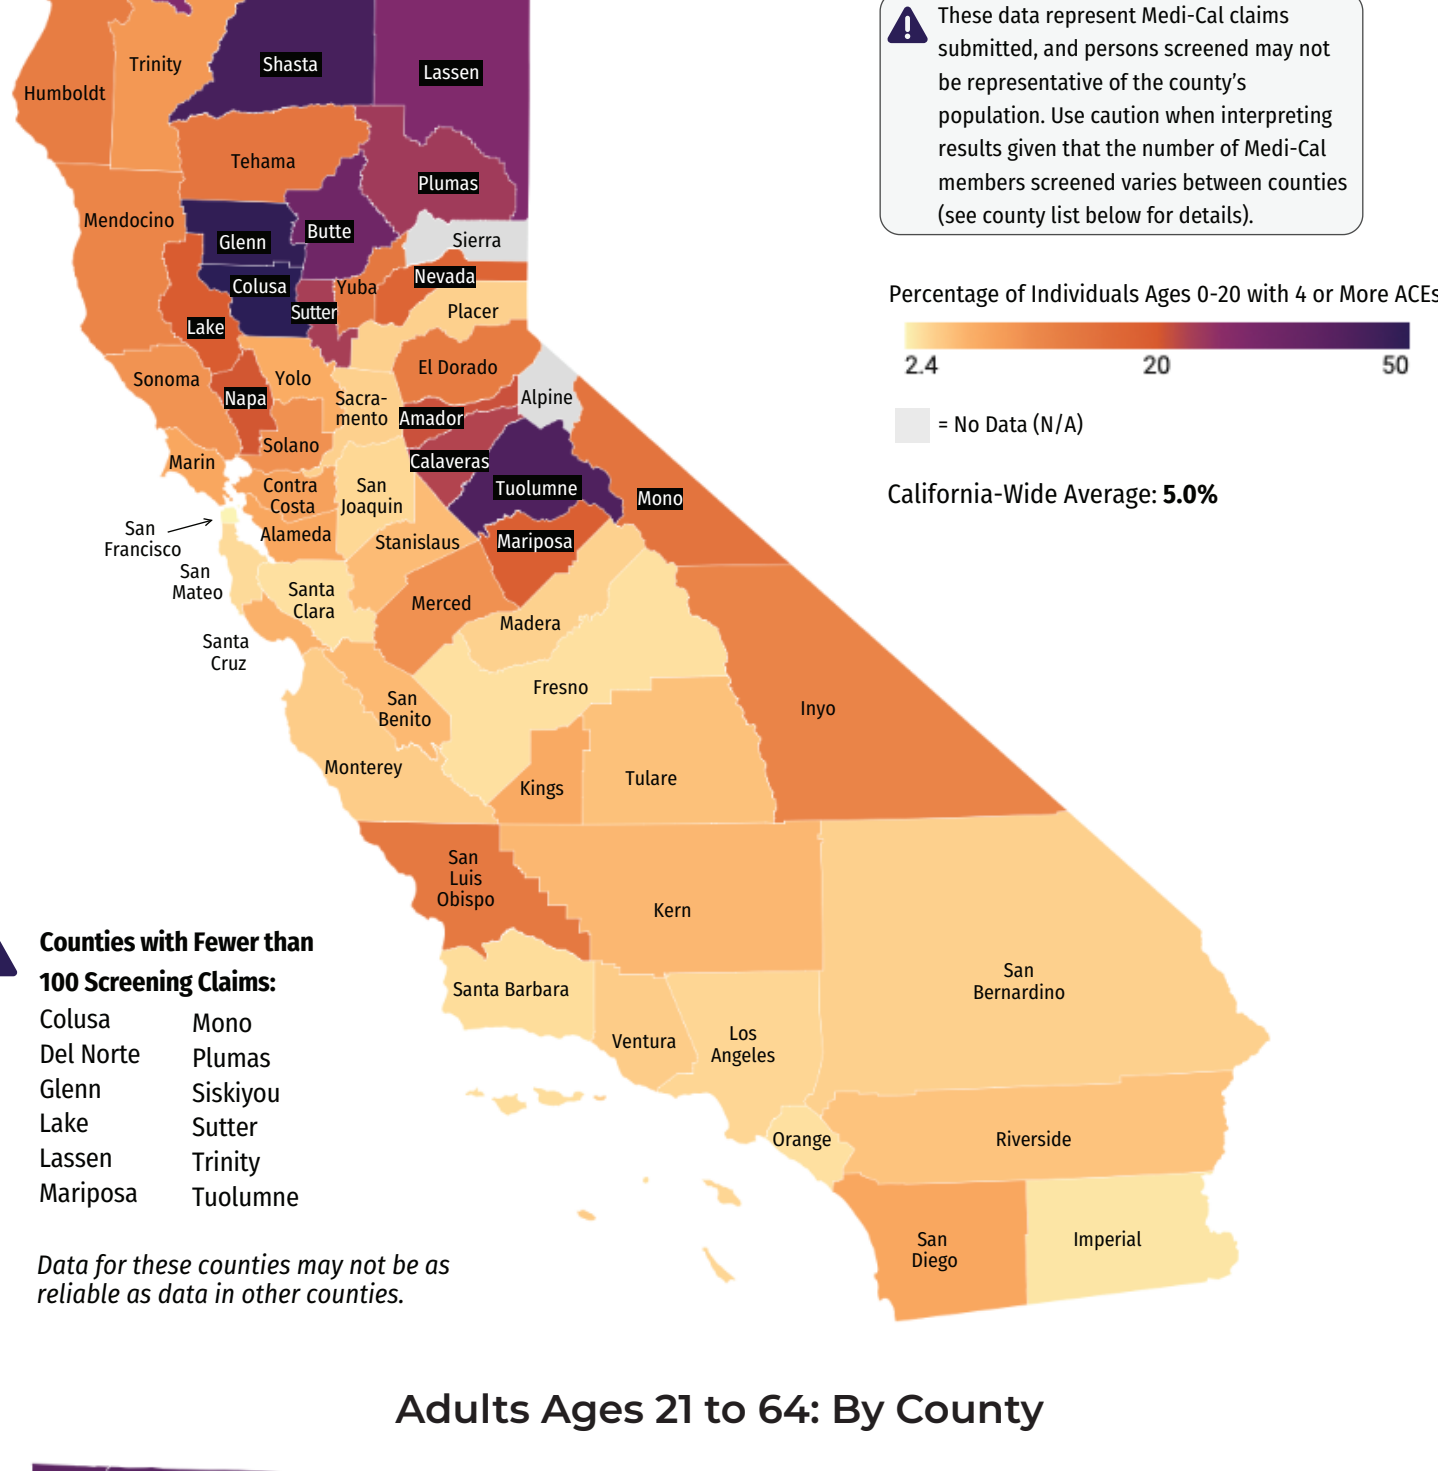 These data represent Medi-Cal claims
submitted, and persons screened may not
be representative of the county's
population. Use caution when interpreting
results given that the number of Medi-Cal
members screened varies between counties
(see county list below for details).
Percentage of Individuals Ages 0-20 with 4 or More ACEs
2.4 20 50
= No Data (N/A)
California-Wide Average: 5.0%
Humboldt
Trinity
Shasta
Lassen
Tehama
Plumas
Mendocino
Glenn
Butte
Sierra
Colusa
Sutter
Yuba
Nevada
Placer
Lake
El Dorado
Sonoma
Napa
Yolo
Sacra-
mento
Amador
Alpine
Solano
Marin
Calaveras
Contra
Costa
San
Joaquin
Tuolumne
Mono
San
Francisco
Alameda
Stanislaus
Mariposa
San
Mateo
Santa
Clara
Merced
Madera
Santa
Cruz
Fresno
San
Benito
Inyo
Monterey
Kings
Tulare
San
Luis
Obispo
Kern
Santa Barbara
San
Bernardino
Ventura
Los
Angeles
Orange
Riverside
San
Diego
Imperial
Counties with Fewer than
100 Screening Claims:
Colusa
Del Norte
Glenn
Lake
Lassen
Mariposa
Mono
Plumas
Siskiyou
Sutter
Trinity
Tuolumne
Data for these counties may not be as
reliable as data in other counties.
Adults Ages 21 to 64: By County